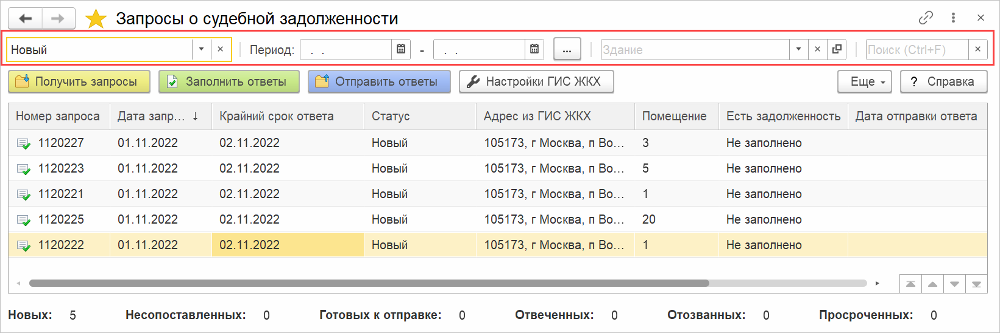 Запросы о судебной задолженности
Новый Период: . . - . . ... Здание Поиск (Ctrl+F)
Получить запросы Заполнить ответы Отправить ответы Настройки ГИС ЖКХ Еще ? Справка
Номер запроса Дата запр... ↓ Крайний срок ответа Статус Адрес из ГИС ЖКХ Помещение Есть задолженность Дата отправки ответа
1120227 01.11.2022 02.11.2022 Новый 105173, г Москва, п Во... 3 Не заполнено
1120223 01.11.2022 02.11.2022 Новый 105173, г Москва, п Во... 5 Не заполнено
1120221 01.11.2022 02.11.2022 Новый 105173, г Москва, п Во... 1 Не заполнено
1120225 01.11.2022 02.11.2022 Новый 105173, г Москва, п Во... 20 Не заполнено
1120222 01.11.2022 02.11.2022 Новый 105173, г Москва, п Во... 1 Не заполнено
Новых: 5 Несопоставленных: 0 Готовых к отправке: 0 Отвеченных: 0 Отозванных: 0 Просроченных: 0